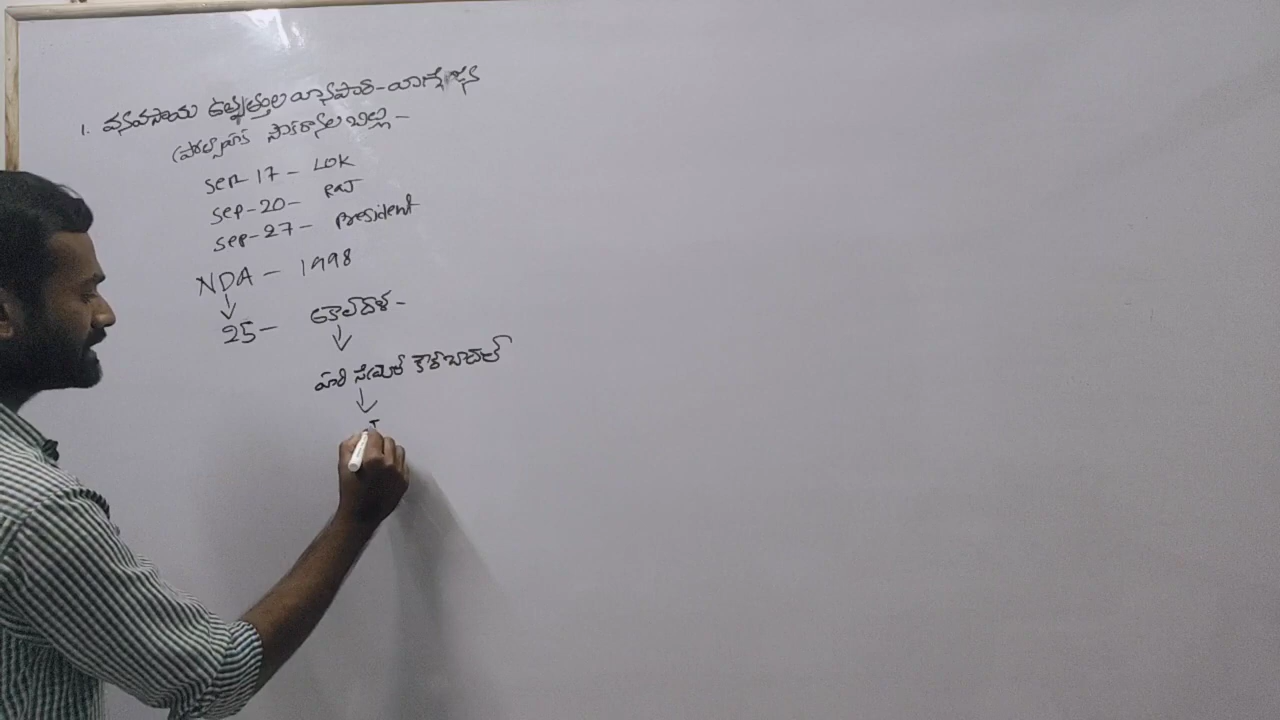 1. వ్యవసాయ ఉత్పత్తుల వ్యాపార-వాణిజ్య
(ప్రోత్సాహక సౌకర్యాల బిల్లు -
sep 17 - LOK
sep-20- RAJ
sep-27- president
NDA - 1998
↓
25 - అకాలీదళ్ -
↓
హర్ సిమ్రత్ కౌర్ బాదల్
↓